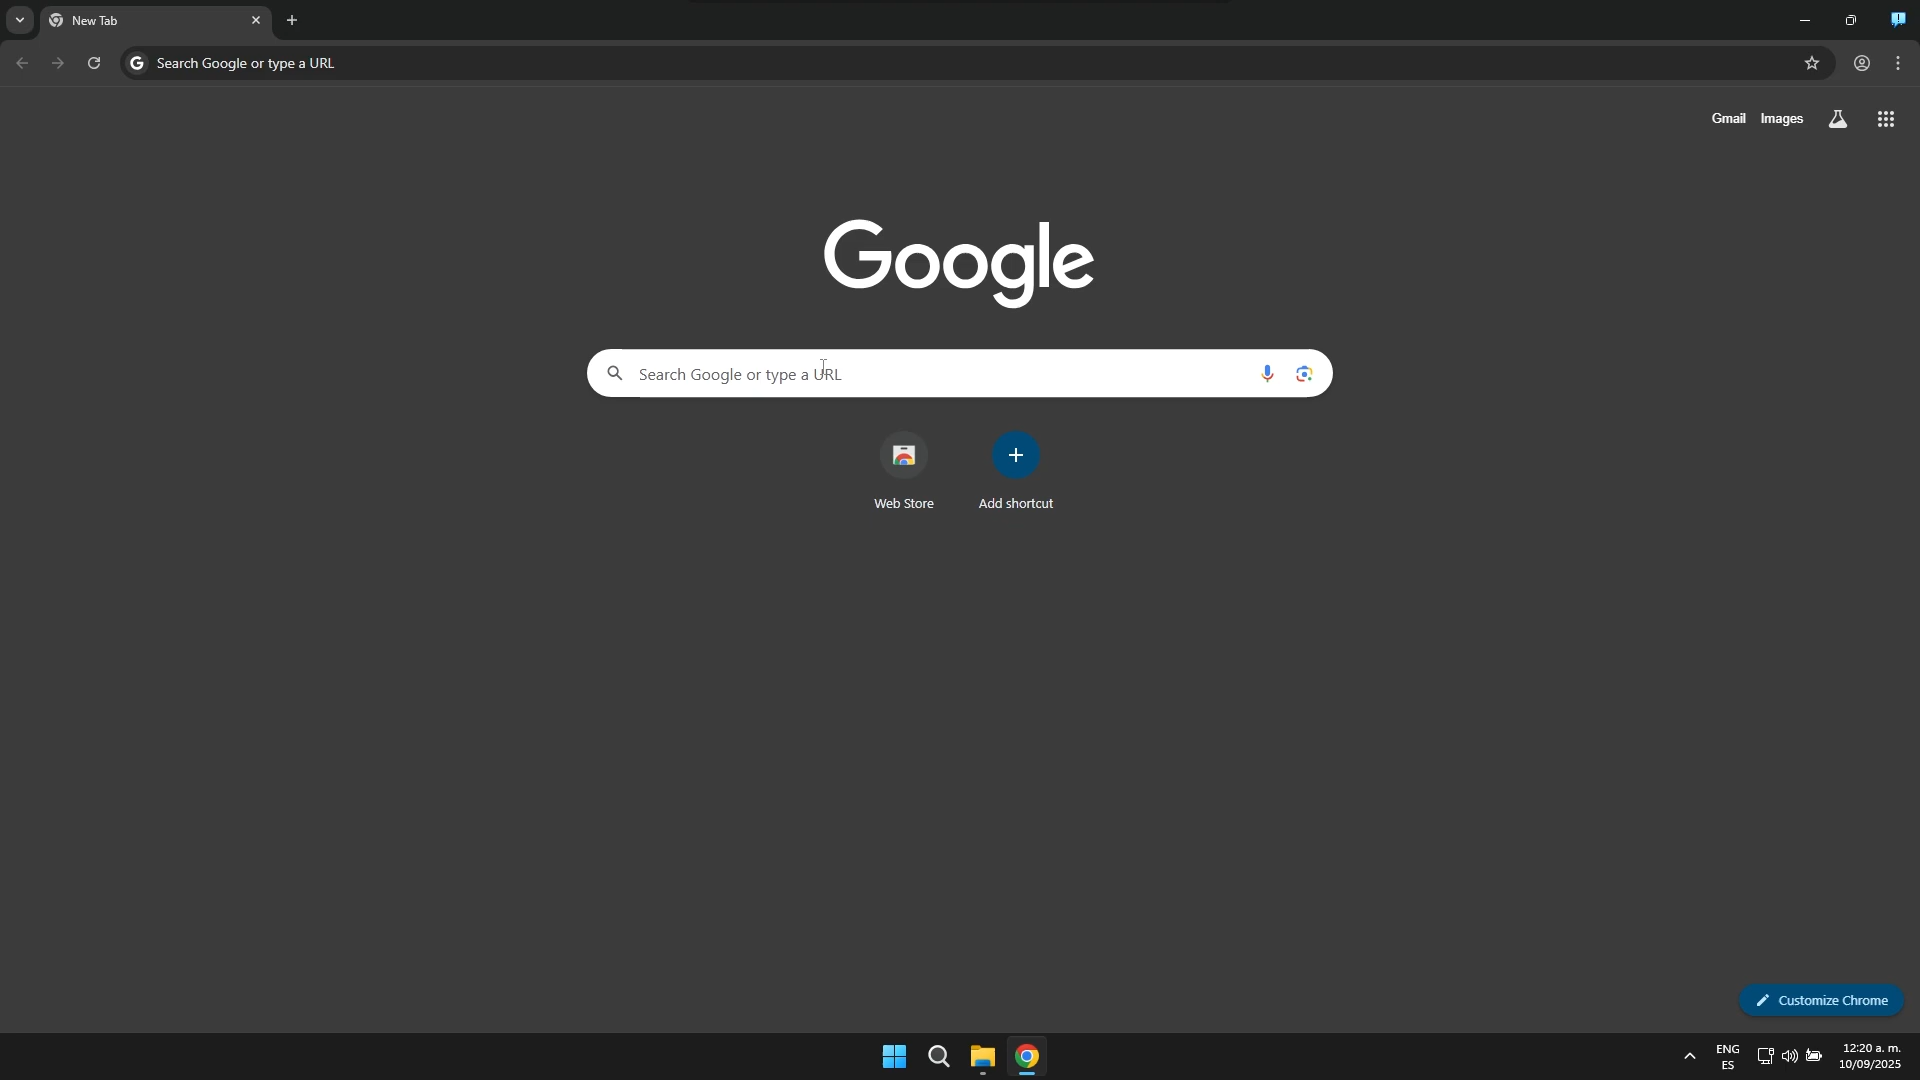 New Tab
Search Google or type a URL
Gmail Images
Google
Search Google or type a URL
Web Store Add shortcut
Customize Chrome
ENG 12:20 a. m.
ES 10/09/2025